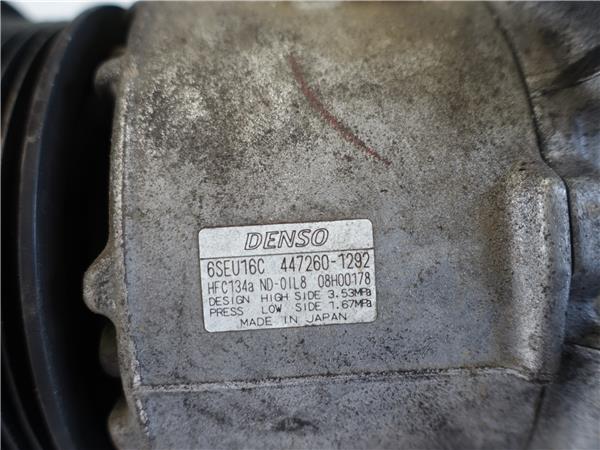 DENSO
6SEU16C 447260-1292
HFC134a ND-OIL8 08H00178
DESIGN HIGH SIDE 3.53MPa
PRESS LOW SIDE 1.67MPa
MADE IN JAPAN